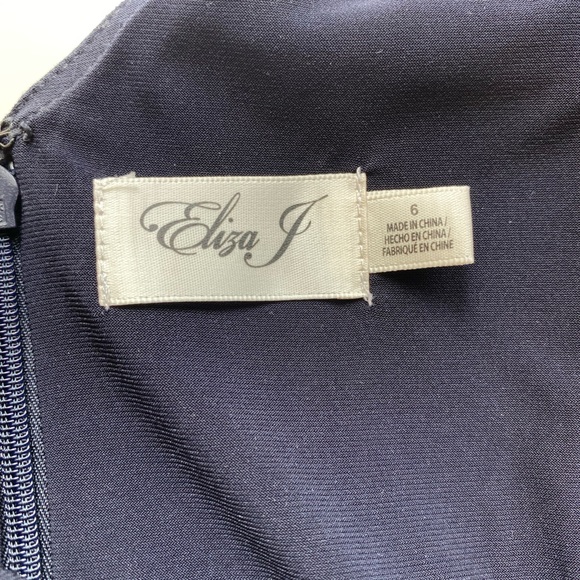 Eliza J
6
MADE IN CHINA /
HECHO EN CHINA /
FABRIQUÉ EN CHINE